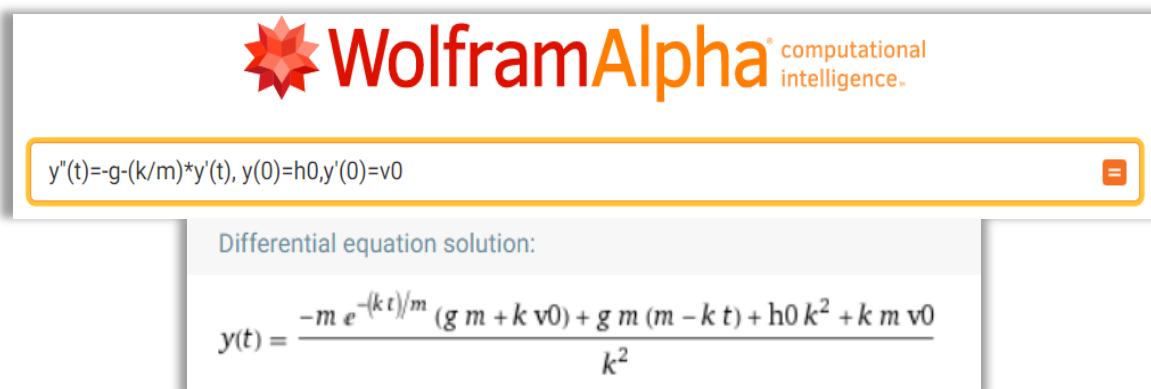 WolframAlpha computational intelligence.
y"(t)=-g-(k/m)*y'(t), y(0)=h0,y'(0)=v0
=
Differential equation solution:
y(t) = (-m e^(-(k t)/m) (g m + k v0) + g m (m - k t) + h0 k^2 + k m v0) / k^2